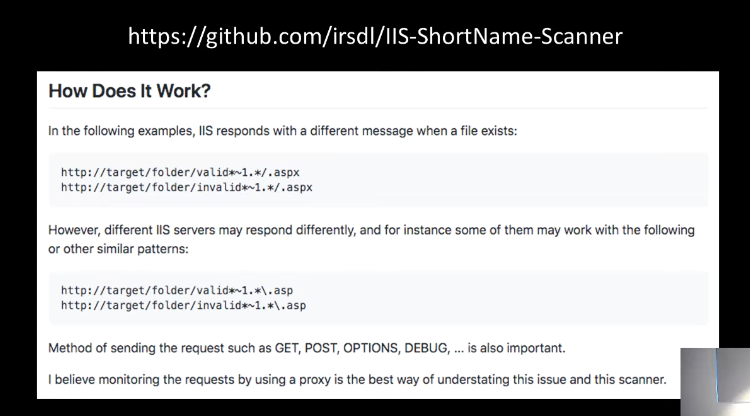 https://github.com/irsdl/IIS-ShortName-Scanner
How Does It Work?
In the following examples, IIS responds with a different message when a file exists:
http://target/folder/valid*~1.*/.aspx
http://target/folder/invalid*~1.*/.aspx
However, different IIS servers may respond differently, and for instance some of them may work with the following
or other similar patterns:
http://target/folder/valid*~1.*\.asp
http://target/folder/invalid*~1.*\.asp
Method of sending the request such as GET, POST, OPTIONS, DEBUG, ... is also important.
I believe monitoring the requests by using a proxy is the best way of understating this issue and this scanner.